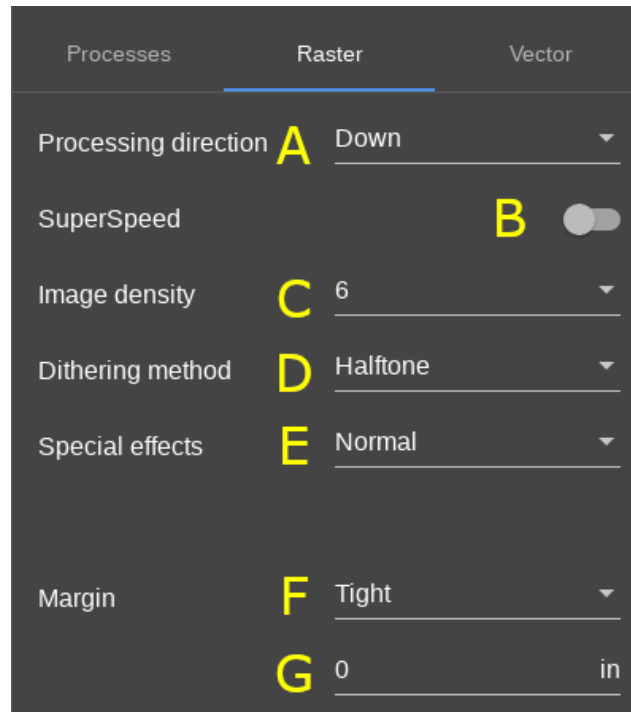 Processes Raster Vector
Processing direction A Down
SuperSpeed B
Image density C 6
Dithering method D Halftone
Special effects E Normal
Margin F Tight
G 0 in